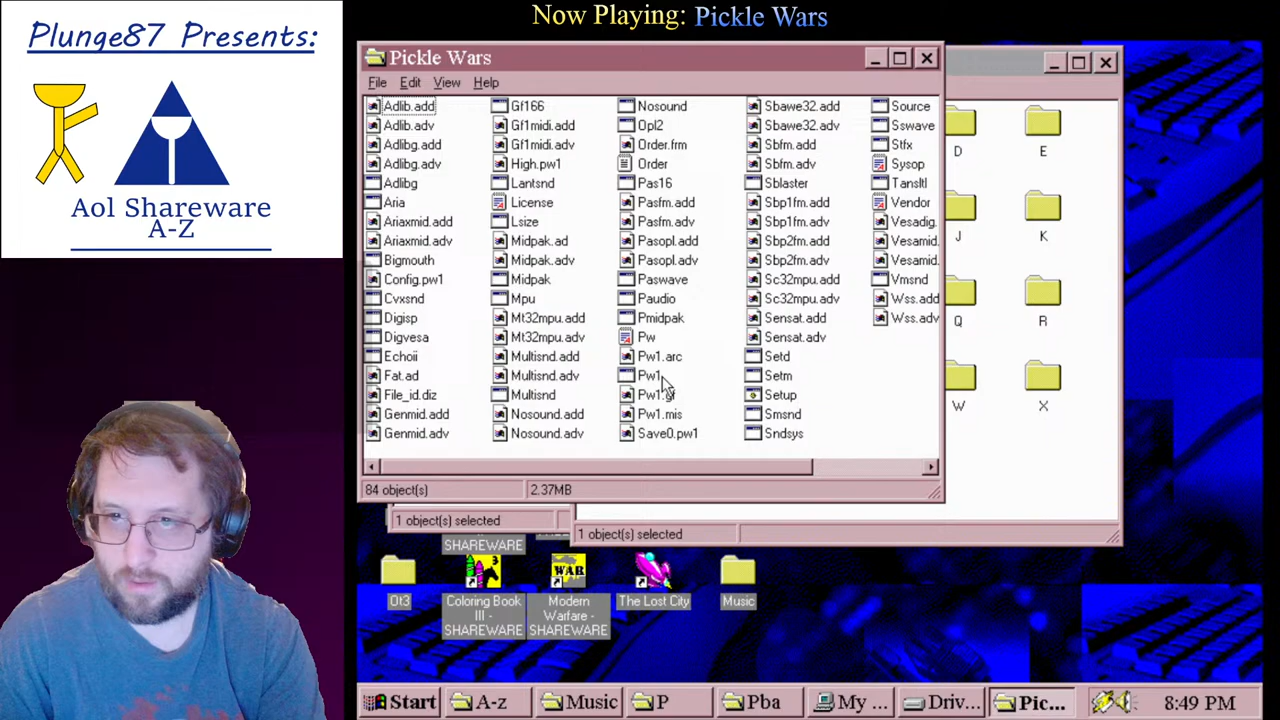 Now Playing: Pickle Wars
Plunge87 Presents:
Aol Shareware
A-Z
Pickle Wars
File Edit View Help
Adlib.add
Adlib.adv
Adlibg.add
Adlibg.adv
Adlibg
Aria
Ariaxmid.add
Ariaxmid.adv
Bigmouth
Config.pw1
Cvxsnd
Digisp
Digvesa
Echoii
Fat.ad
File_id.diz
Genmid.add
Genmid.adv
Gf166
Gf1midi.add
Gf1midi.adv
High.pw1
Lantsnd
License
Lsize
Midpak.ad
Midpak.adv
Midpak
Mpu
Mt32mpu.add
Mt32mpu.adv
Multisnd.add
Multisnd.adv
Multisnd
Nosound.add
Nosound.adv
Nosound
Opl2
Order.frm
Order
Pas16
Pasfm.add
Pasfm.adv
Pasopl.add
Pasopl.adv
Paswave
Paudio
Pmidpak
Pw
Pw1.arc
Pw1
Pw1.mis
Save0.pw1
Sbawe32.add
Sbawe32.adv
Sbfm.add
Sbfm.adv
Sblaster
Sbp1fm.add
Sbp1fm.adv
Sbp2fm.add
Sbp2fm.adv
Sc32mpu.add
Sc32mpu.adv
Sensat.add
Sensat.adv
Setd
Setm
Setup
Smsnd
Sndsys
Source
Sswave
Stfx
Sysop
Tansltl
Vendor
Vesadig.
Vesamid.
Vesamid.
Vmsnd
Wss.add
Wss.adv
84 object(s) 2.37MB
D E
J K
Q R
W X
1 object(s) selected
1 object(s) selected
SHAREWARE
Ot3
Coloring Book
III -
SHAREWARE
WAR
Modern
Warfare -
SHAREWARE
The Lost City
Music
Start A-z Music P Pba My ... Driv... Pic... 8:49 PM